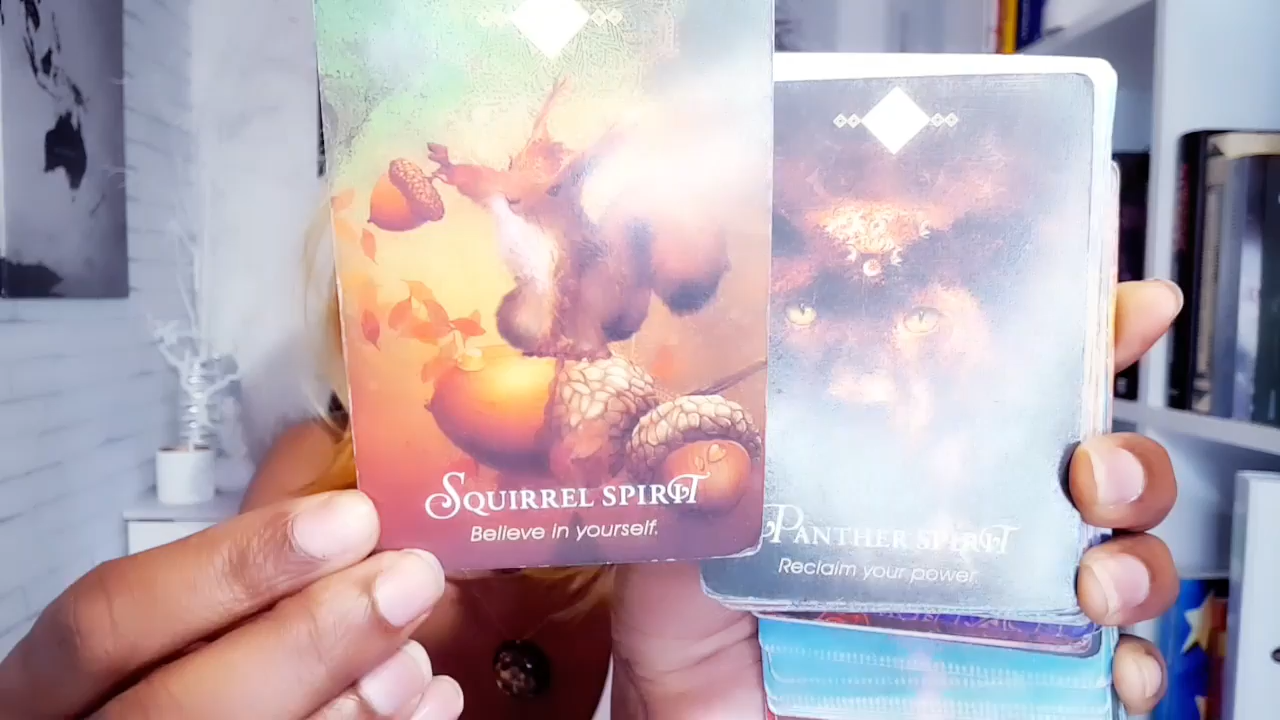 SQUIRREL SPIRIT
Believe in yourself.
PANTHER SPIRIT
Reclaim your power.